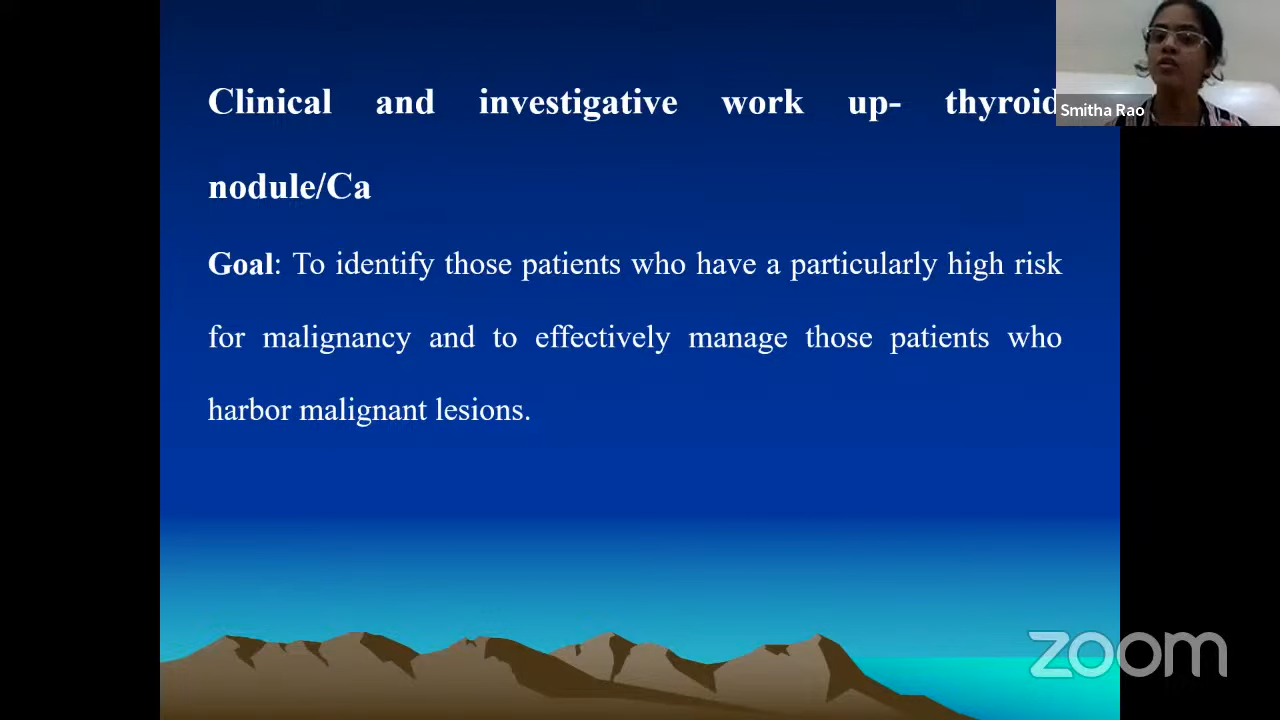 Clinical and investigative work up- thyroid
nodule/Ca
Goal: To identify those patients who have a particularly high risk
for malignancy and to effectively manage those patients who
harbor malignant lesions.
Smitha Rao
zoom